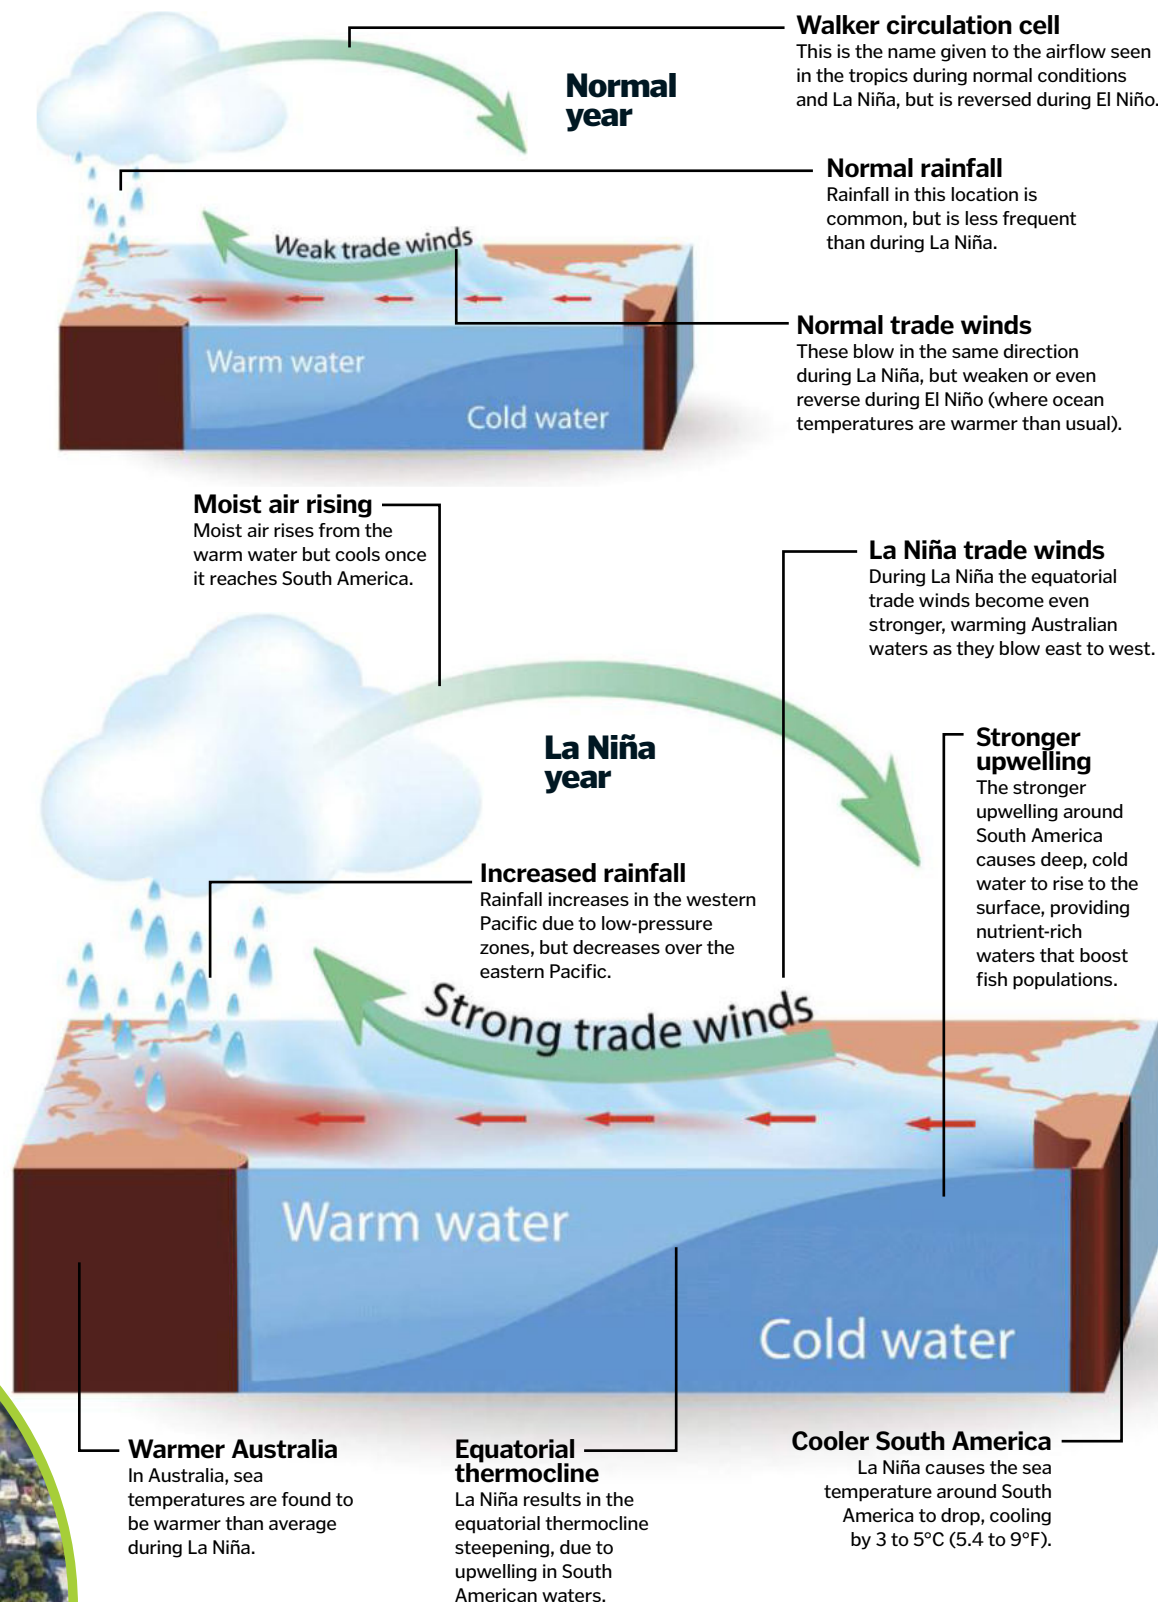 Walker circulation cell
This is the name given to the airflow seen
in the tropics during normal conditions
and La Niña, but is reversed during El Niño.
Normal
year
Normal rainfall
Rainfall in this location is
common, but is less frequent
than during La Niña.
Weak trade winds
Normal trade winds
These blow in the same direction
during La Niña, but weaken or even
reverse during El Niño (where ocean
temperatures are warmer than usual).
Warm water
Cold water
Moist air rising
Moist air rises from the
warm water but cools once
it reaches South America.
La Niña trade winds
During La Niña the equatorial
trade winds become even
stronger, warming Australian
waters as they blow east to west.
La Niña
year
Stronger
upwelling
The stronger
upwelling around
South America
causes deep, cold
water to rise to the
surface, providing
nutrient-rich
waters that boost
fish populations.
Increased rainfall
Rainfall increases in the western
Pacific due to low-pressure
zones, but decreases over the
eastern Pacific.
Strong trade winds
Warm water
Cold water
Warmer Australia
In Australia, sea
temperatures are found to
be warmer than average
during La Niña.
Equatorial
thermocline
La Niña results in the
equatorial thermocline
steepening, due to
upwelling in South
American waters.
Cooler South America
La Niña causes the sea
temperature around South
America to drop, cooling
by 3 to 5°C (5.4 to 9°F).